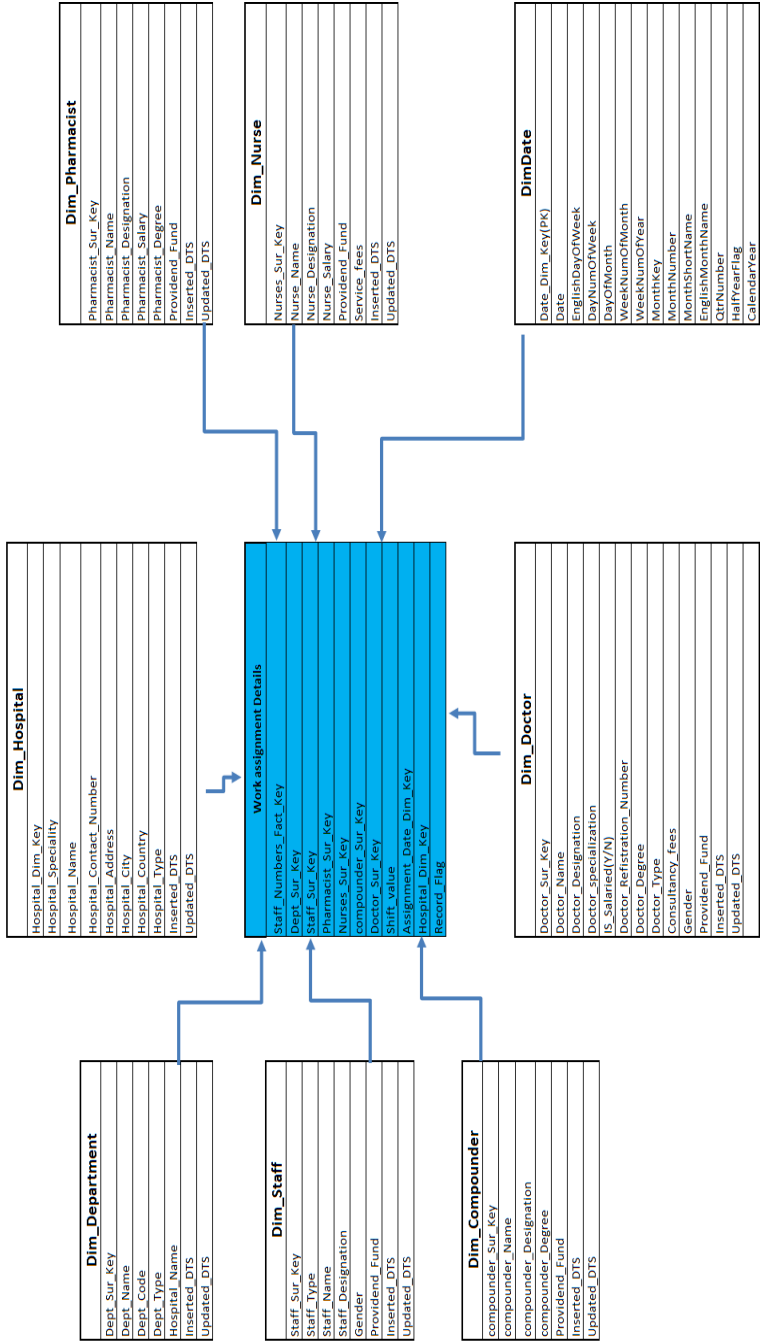 Dim_Department
Dept_Sur_Key
Dept_Name
Dept_Code
Dept_Type
Hospital_Name
Inserted_DTS
Updated_DTS
Dim_Hospital
Hospital_Dim_Key
Hospital_Speciality
Hospital_Name
Hospital_Contact_Number
Hospital_Address
Hospital_City
Hospital_Country
Hospital_Type
Inserted_DTS
Updated_DTS
Dim_Pharmacist
Pharmacist_Sur_Key
Pharmacist_Name
Pharmacist_Designation
Pharmacist_Salary
Pharmacist_Degree
Providend_Fund
Inserted_DTS
Updated_DTS
Dim_Staff
Staff_Sur_Key
Staff_Type
Staff_Name
Staff_Designation
Gender
Providend_Fund
Inserted_DTS
Updated_DTS
Work assignment Details
Staff_Numbers_Fact_Key
Dept_Sur_Key
Staff_Sur_Key
Pharmacist_Sur_Key
Nurses_Sur_Key
compounder_Sur_Key
Doctor_Sur_Key
Shift_value
Assignment_Date_Dim_Key
Hospital_Dim_Key
Record_Flag
Dim_Nurse
Nurses_Sur_Key
Nurse_Name
Nurse_Designation
Nurse_Salary
Providend_Fund
Service_fees
Inserted_DTS
Updated_DTS
Dim_Compounder
compounder_Sur_Key
compounder_Name
compounder_Designation
compounder_Degree
Providend_Fund
Inserted_DTS
Updated_DTS
Dim_Doctor
Doctor_Sur_Key
Doctor_Name
Doctor_Designation
Doctor_specialization
IS_Salaried(Y/N)
Doctor_Refistration_Number
Doctor_Degree
Doctor_Type
Consultancy_fees
Gender
Providend_Fund
Inserted_DTS
Updated_DTS
DimDate
Date_Dim_Key(PK)
Date
EnglishDayOfWeek
DayNumOfWeek
DayOfMonth
WeekNumOfMonth
WeekNumOfYear
MonthKey
MonthNumber
MonthShortName
EnglishMonthName
QtrNumber
HalfYearFlag
CalendarYear